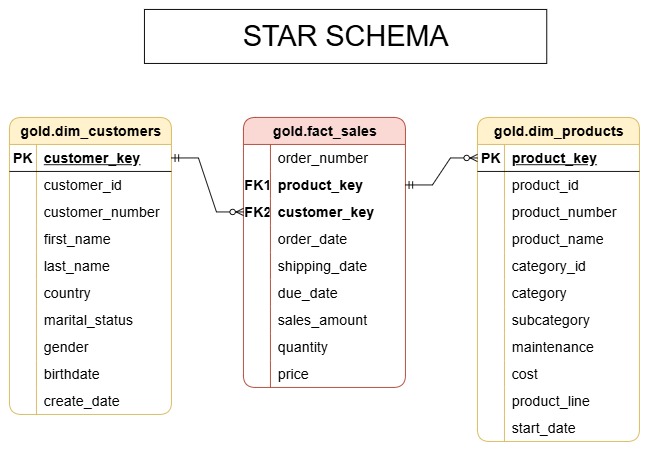 STAR SCHEMA
gold.dim_customers
PK customer_key
customer_id
customer_number
first_name
last_name
country
marital_status
gender
birthdate
create_date
gold.fact_sales
order_number
FK1 product_key
FK2 customer_key
order_date
shipping_date
due_date
sales_amount
quantity
price
gold.dim_products
PK product_key
product_id
product_number
product_name
category_id
category
subcategory
maintenance
cost
product_line
start_date